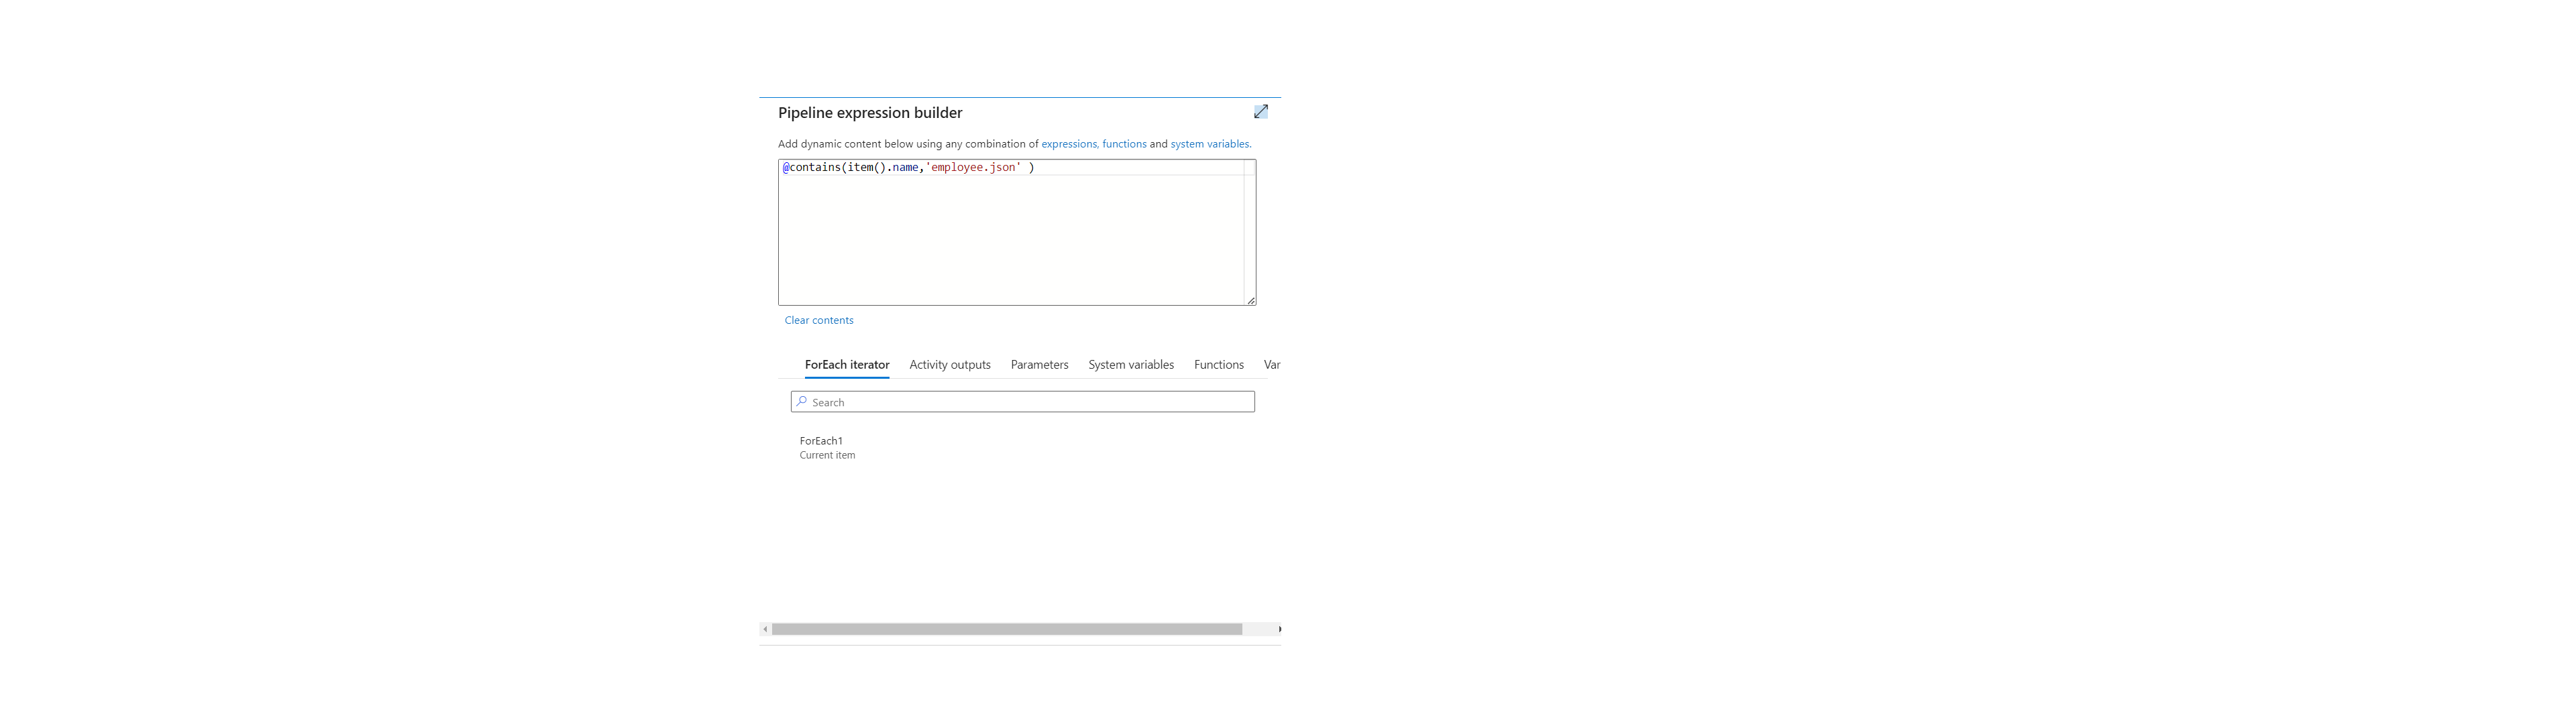 Pipeline expression builder
Add dynamic content below using any combination of expressions, functions and system variables.
@contains(item().name,'employee.json' )
Clear contents
ForEach iterator Activity outputs Parameters System variables Functions Var
Search
ForEach1
Current item